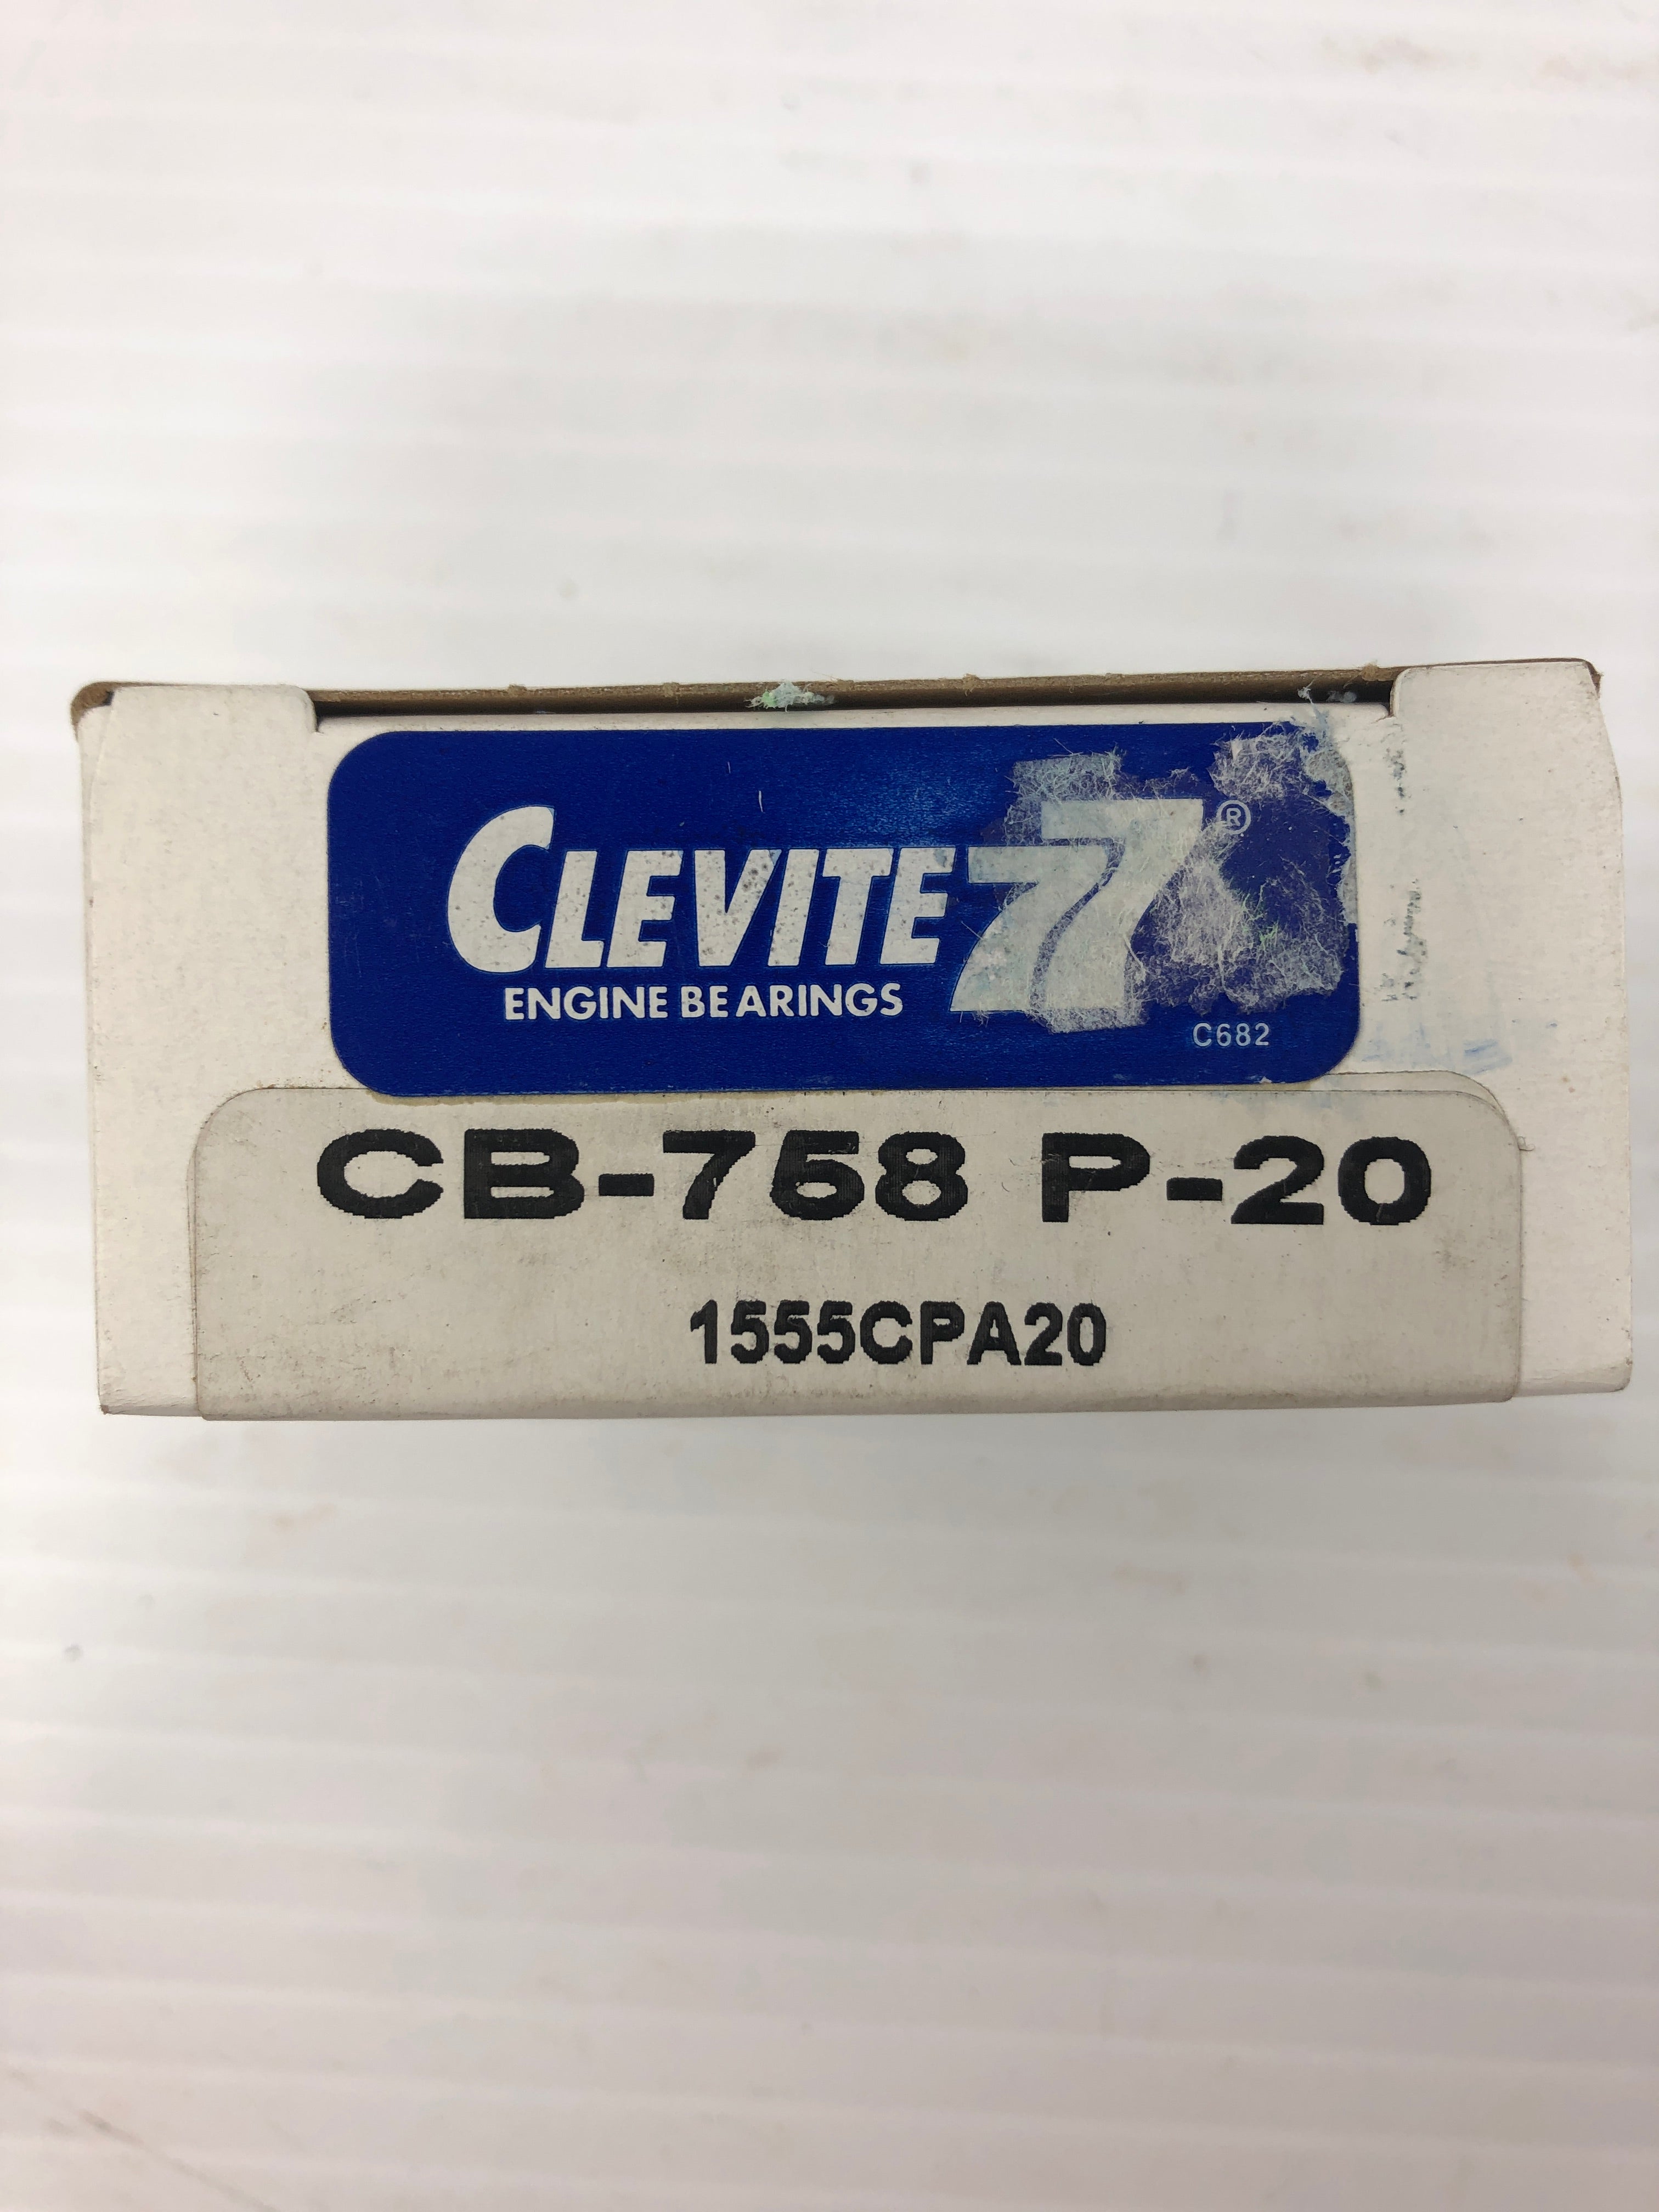 CLEVITE 77®
ENGINE BEARINGS
C682
CB-758 P-20
1555CPA20